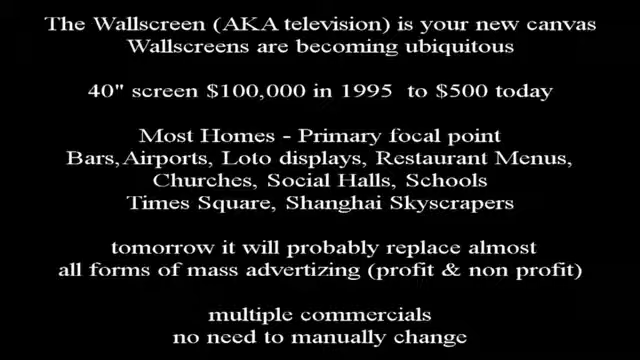 The Wallscreen (AKA television) is your new canvas
Wallscreens are becoming ubiquitous
40" screen $100,000 in 1995 to $500 today
Most Homes - Primary focal point
Bars,Airports, Loto displays, Restaurant Menus,
Churches, Social Halls, Schools
Times Square, Shanghai Skyscrapers
tomorrow it will probably replace almost
all forms of mass advertizing (profit & non profit)
multiple commercials
no need to manually change